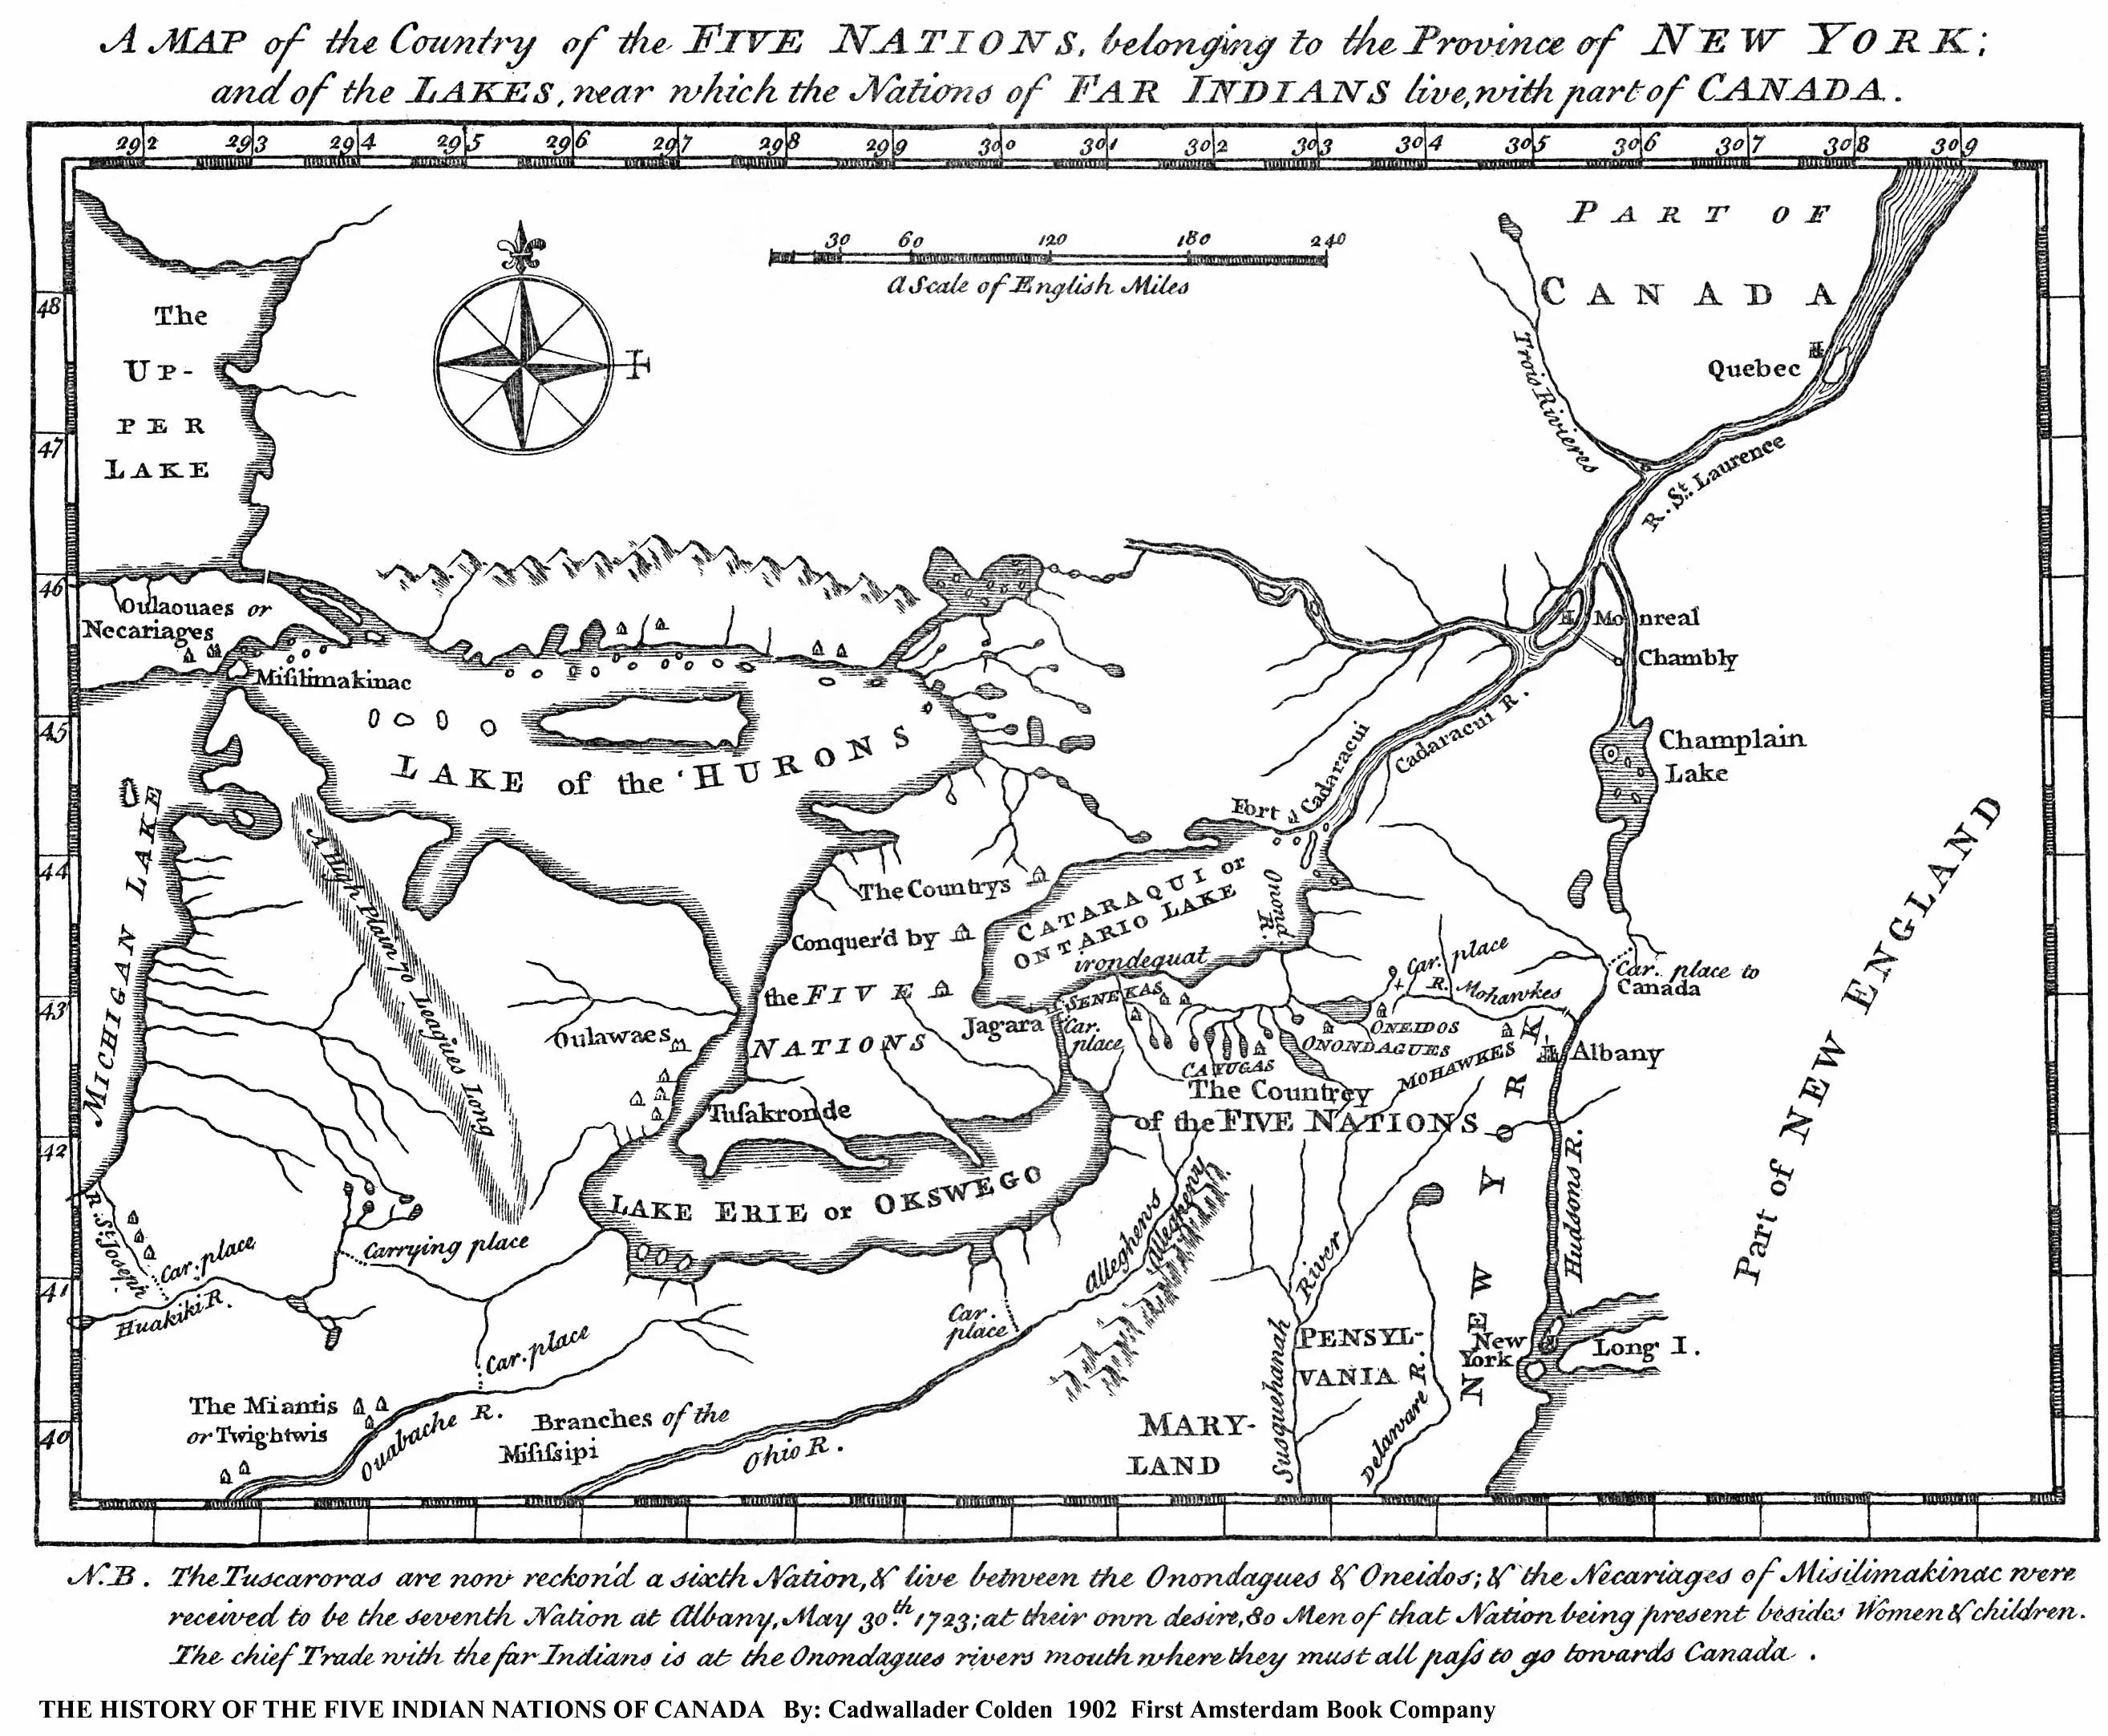 A MAP of the Country of the FIVE NATIONS, belonging to the Province of NEW YORK;
and of the LAKES, near which the Nations of FAR INDIANS live, with part of CANADA.
292 293 294 295 296 297 298 299 300 301 302 303 304 305 306 307 308 309
PART OF
CANADA
30 60 120 180 240
a Scale of English Miles
48
The
UP-
PER
LAKE
Trois Rivieres
Quebec
47
R. St. Laurence
46
Oulaouaes or
Necariages
Monreal
Chambly
Misilimakinac
45
LAKE of the HURONS
Cadaracui R.
Champlain
Lake
Fort Cadaracui
MICHIGAN LAKE
A High Plain 70 Leagues Long
44
The Countrys
Conquer'd by
the FIVE
NATIONS
CATARAQUI or
ONTARIO LAKE
Onond. R.
irondequat
Car. place
R. Mohawkes
Car. place to
Canada
Part of NEW ENGLAND
43
Oulawaes
Jagara
SENEKAS
Car.
place
ONEIDOS
ONONDAGUES
CAYUGAS
MOHAWKES
Albany
The Countrey
of the FIVE NATIONS
Tusakronde
42
LAKE ERIE or OKSWEGO
Alleghens
Allegheny
NEW YORK
Hudsons R.
R. St. Joseph
Car. place
Carrying place
41
Huakiki R.
Car. place
Car.
place
Susquehanah
River
PENSYL-
VANIA
Delaware R.
New
York
Long I.
The Miantis
or Twightwis
Ouabache R.
Branches of the
Misissipi
Ohio R.
MARY-
LAND
40
N.B. The Tuscaroras are now reckon'd a sixth Nation, & live between the Onondagues & Oneidos; & the Necariages of Misilimakinac were
received to be the seventh Nation at Albany, May 30.th 1723; at their own desire, 80 Men of that Nation being present besides Women & children.
The chief Trade with the far Indians is at the Onondagues rivers mouth where they must all pass to go towards Canada.
THE HISTORY OF THE FIVE INDIAN NATIONS OF CANADA By: Cadwallader Colden 1902 First Amsterdam Book Company